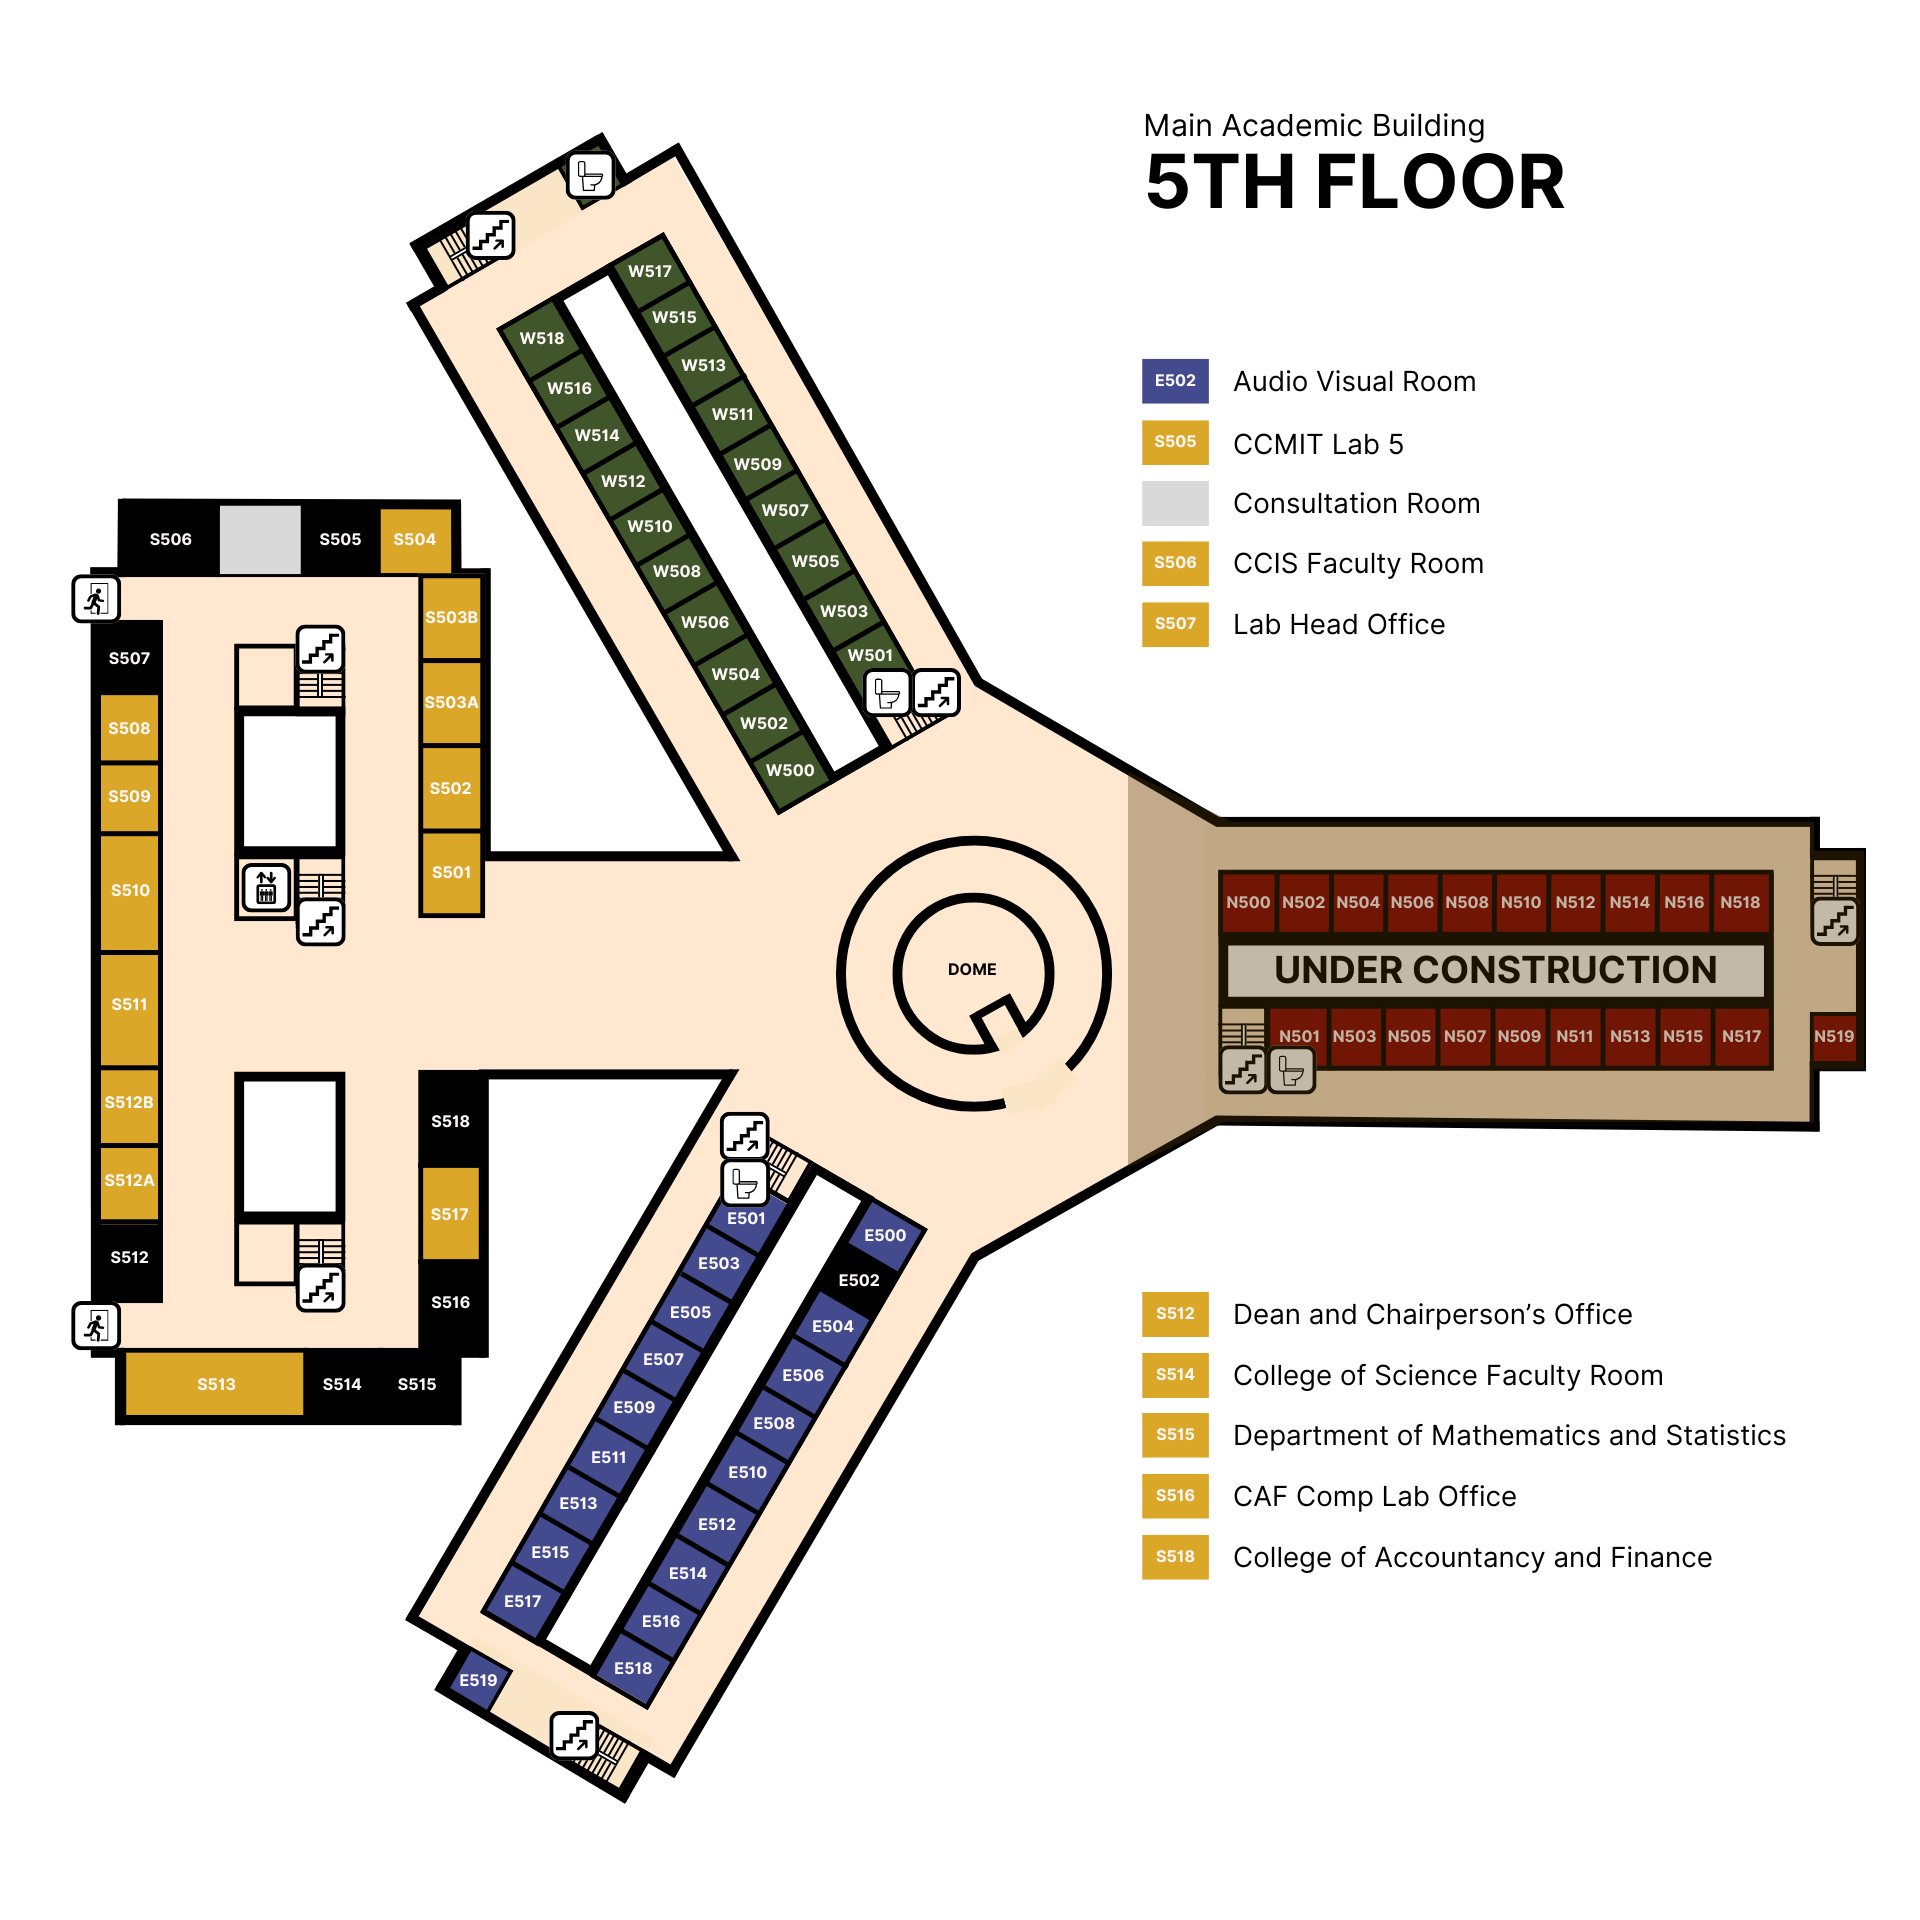 Main Academic Building
5TH FLOOR
E502 Audio Visual Room
S505 CCMIT Lab 5
Consultation Room
S506 CCIS Faculty Room
S507 Lab Head Office
W517
W515
W513
W511
W509
W507
W505
W503
W501
W518
W516
W514
W512
W510
W508
W506
W504
W502
W500
S506
S505
S504
S503B
S503A
S502
S501
S507
S508
S509
S510
S511
S512B
S512A
S512
S513
S514
S515
S518
S517
S516
DOME
N500 N502 N504 N506 N508 N510 N512 N514 N516 N518
UNDER CONSTRUCTION
N501 N503 N505 N507 N509 N511 N513 N515 N517 N519
E501
E503
E505
E507
E509
E511
E513
E515
E517
E519
E500
E502
E504
E506
E508
E510
E512
E514
E516
E518
S512 Dean and Chairperson’s Office
S514 College of Science Faculty Room
S515 Department of Mathematics and Statistics
S516 CAF Comp Lab Office
S518 College of Accountancy and Finance